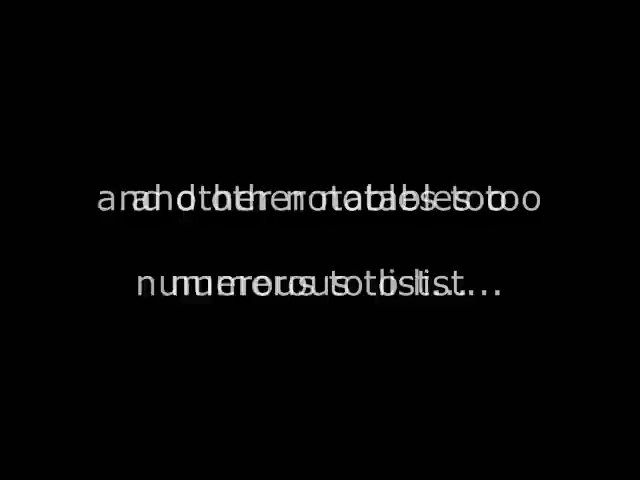 and other notables too
numerous to list.....